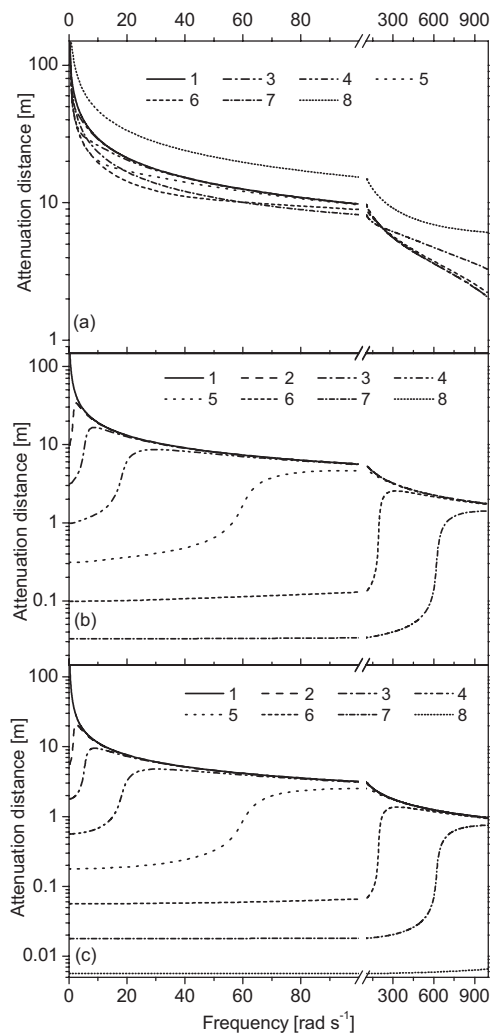 0 20 40 60 80 300 600 900
Attenuation distance [m]
100
10
1
1 3 4 5
6 7 8
(a)
Attenuation distance [m]
100
10
1
0.1
1 2 3 4
5 6 7 8
(b)
Attenuation distance [m]
100
10
1
0.1
0.01
1 2 3 4
5 6 7 8
(c)
0 20 40 60 80 300 600 900
Frequency [rad s⁻¹]